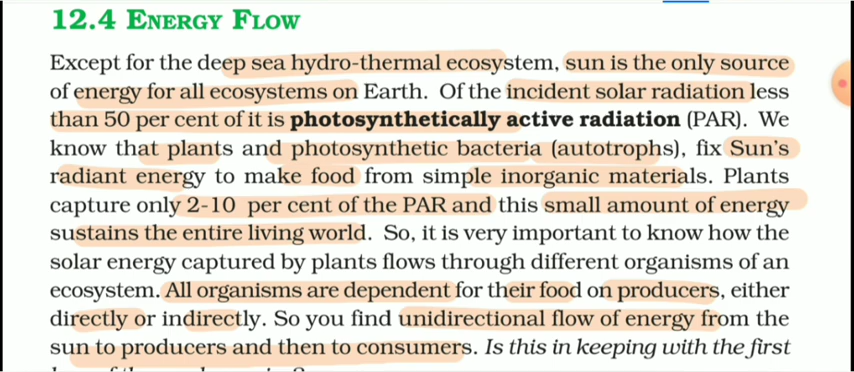 12.4 ENERGY FLOW
Except for the deep sea hydro-thermal ecosystem, sun is the only source
of energy for all ecosystems on Earth. Of the incident solar radiation less
than 50 per cent of it is photosynthetically active radiation (PAR). We
know that plants and photosynthetic bacteria (autotrophs), fix Sun's
radiant energy to make food from simple inorganic materials. Plants
capture only 2-10 per cent of the PAR and this small amount of energy
sustains the entire living world. So, it is very important to know how the
solar energy captured by plants flows through different organisms of an
ecosystem. All organisms are dependent for their food on producers, either
directly or indirectly. So you find unidirectional flow of energy from the
sun to producers and then to consumers. Is this in keeping with the first